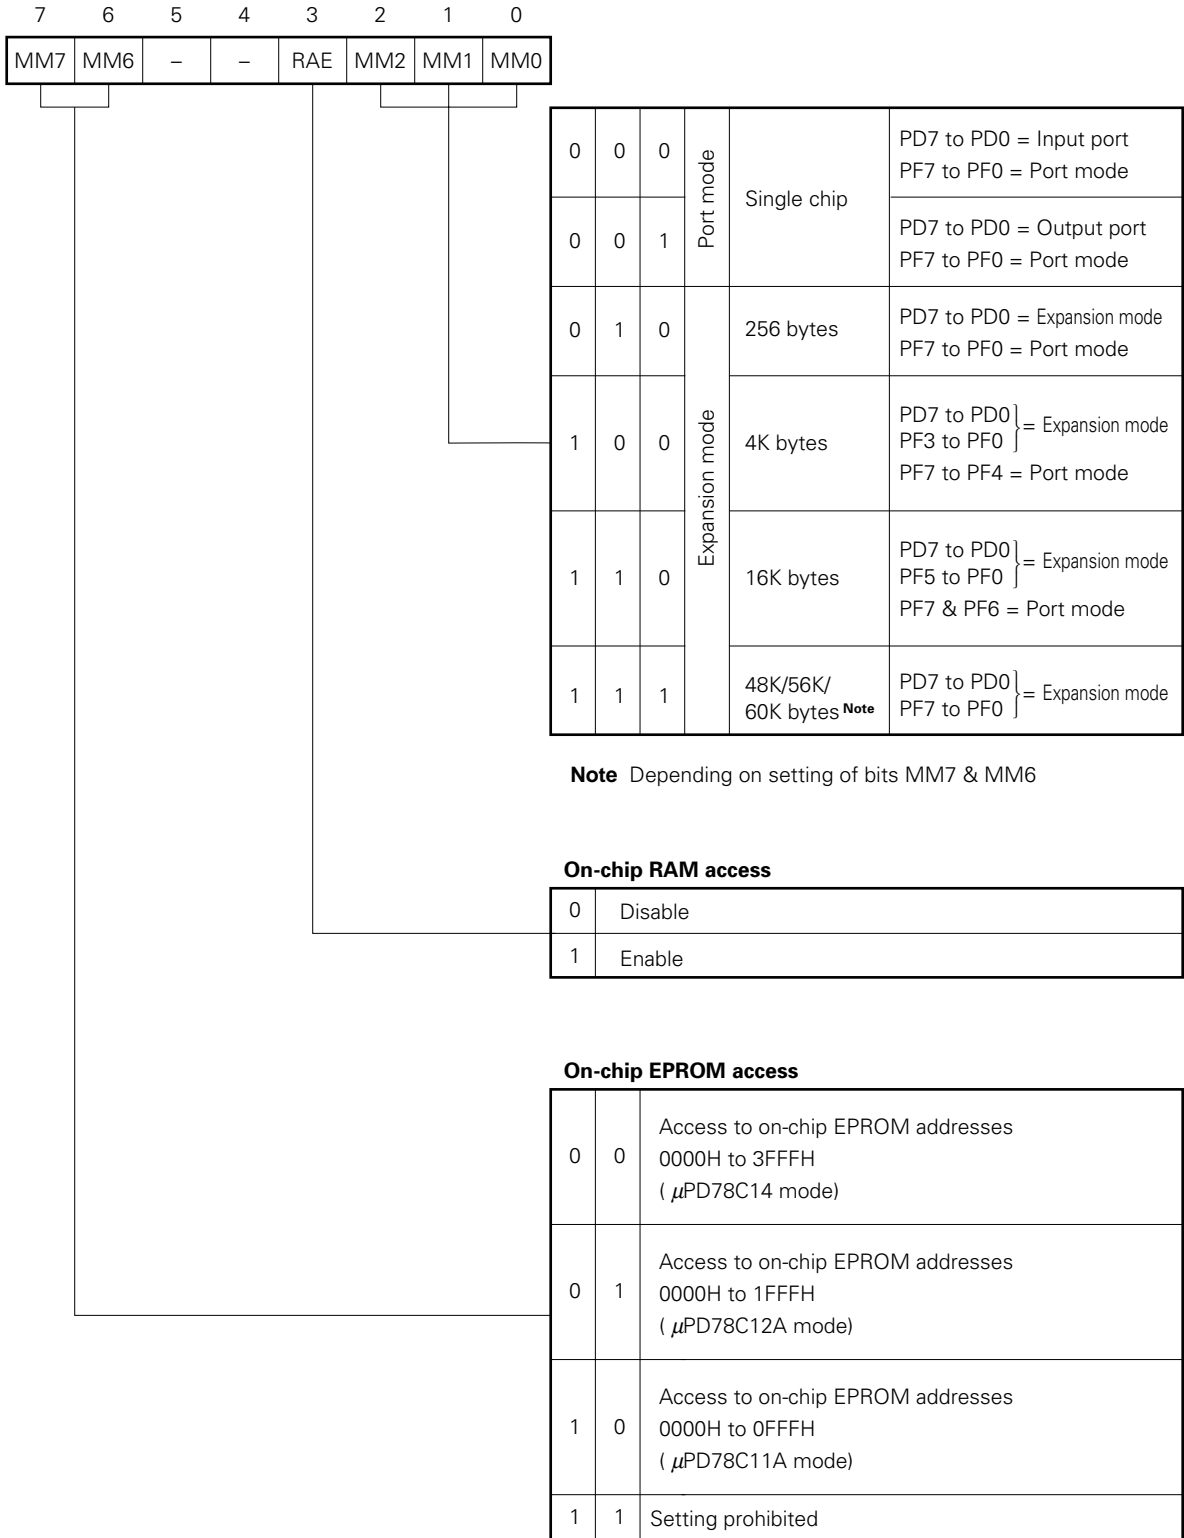 7 6 5 4 3 2 1 0
MM7 MM6 – – RAE MM2 MM1 MM0
0 0 0 Port mode Single chip PD7 to PD0 = Input port
PF7 to PF0 = Port mode
0 0 1 PD7 to PD0 = Output port
PF7 to PF0 = Port mode
0 1 0 Expansion mode 256 bytes PD7 to PD0 = Expansion mode
PF7 to PF0 = Port mode
1 0 0 4K bytes PD7 to PD0
PF3 to PF0 = Expansion mode
PF7 to PF4 = Port mode
1 1 0 16K bytes PD7 to PD0
PF5 to PF0 = Expansion mode
PF7 & PF6 = Port mode
1 1 1 48K/56K/
60K bytes Note PD7 to PD0
PF7 to PF0 = Expansion mode
Note Depending on setting of bits MM7 & MM6
On-chip RAM access
0 Disable
1 Enable
On-chip EPROM access
0 0 Access to on-chip EPROM addresses
0000H to 3FFFH
( μPD78C14 mode)
0 1 Access to on-chip EPROM addresses
0000H to 1FFFH
( μPD78C12A mode)
1 0 Access to on-chip EPROM addresses
0000H to 0FFFH
( μPD78C11A mode)
1 1 Setting prohibited